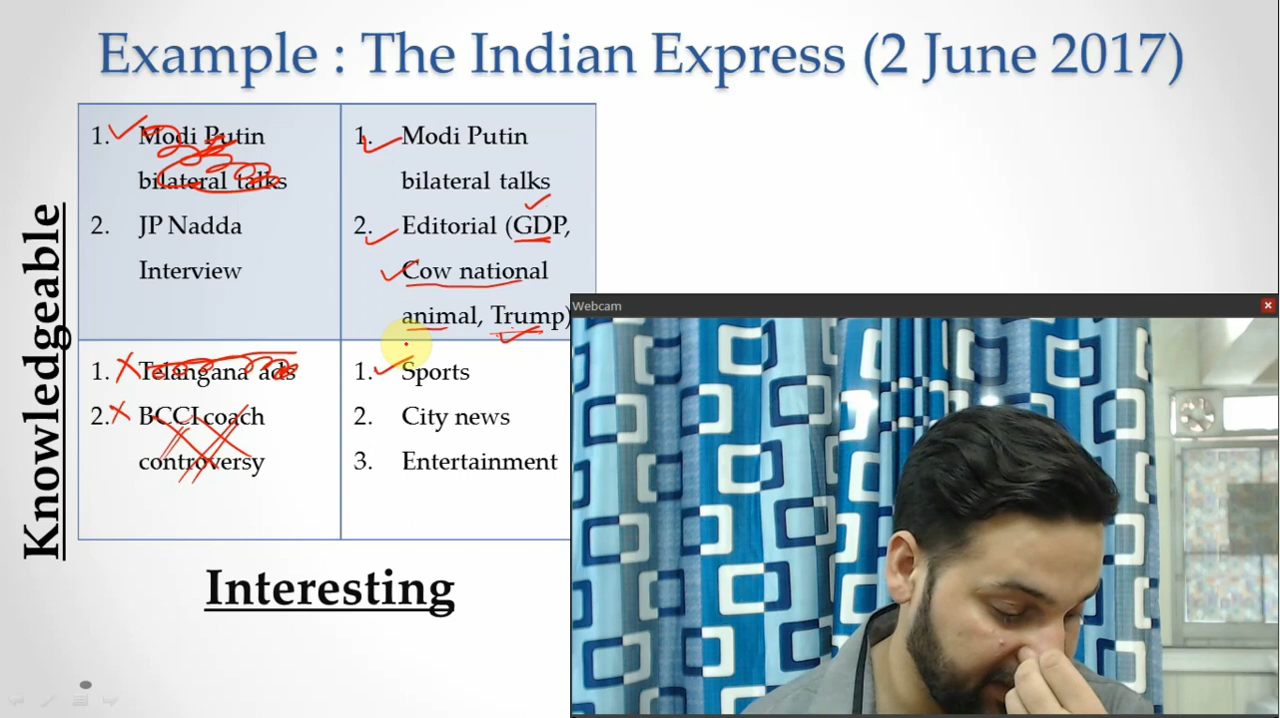 Example : The Indian Express (2 June 2017)
1. Modi Putin
bilateral talks
2. JP Nadda
Interview
1. Modi Putin
bilateral talks
2. Editorial (GDP,
Cow national
animal, Trump)
1. Telangana ads
2. BCCI coach
controversy
1. Sports
2. City news
3. Entertainment
Knowledgeable
Interesting
Webcam